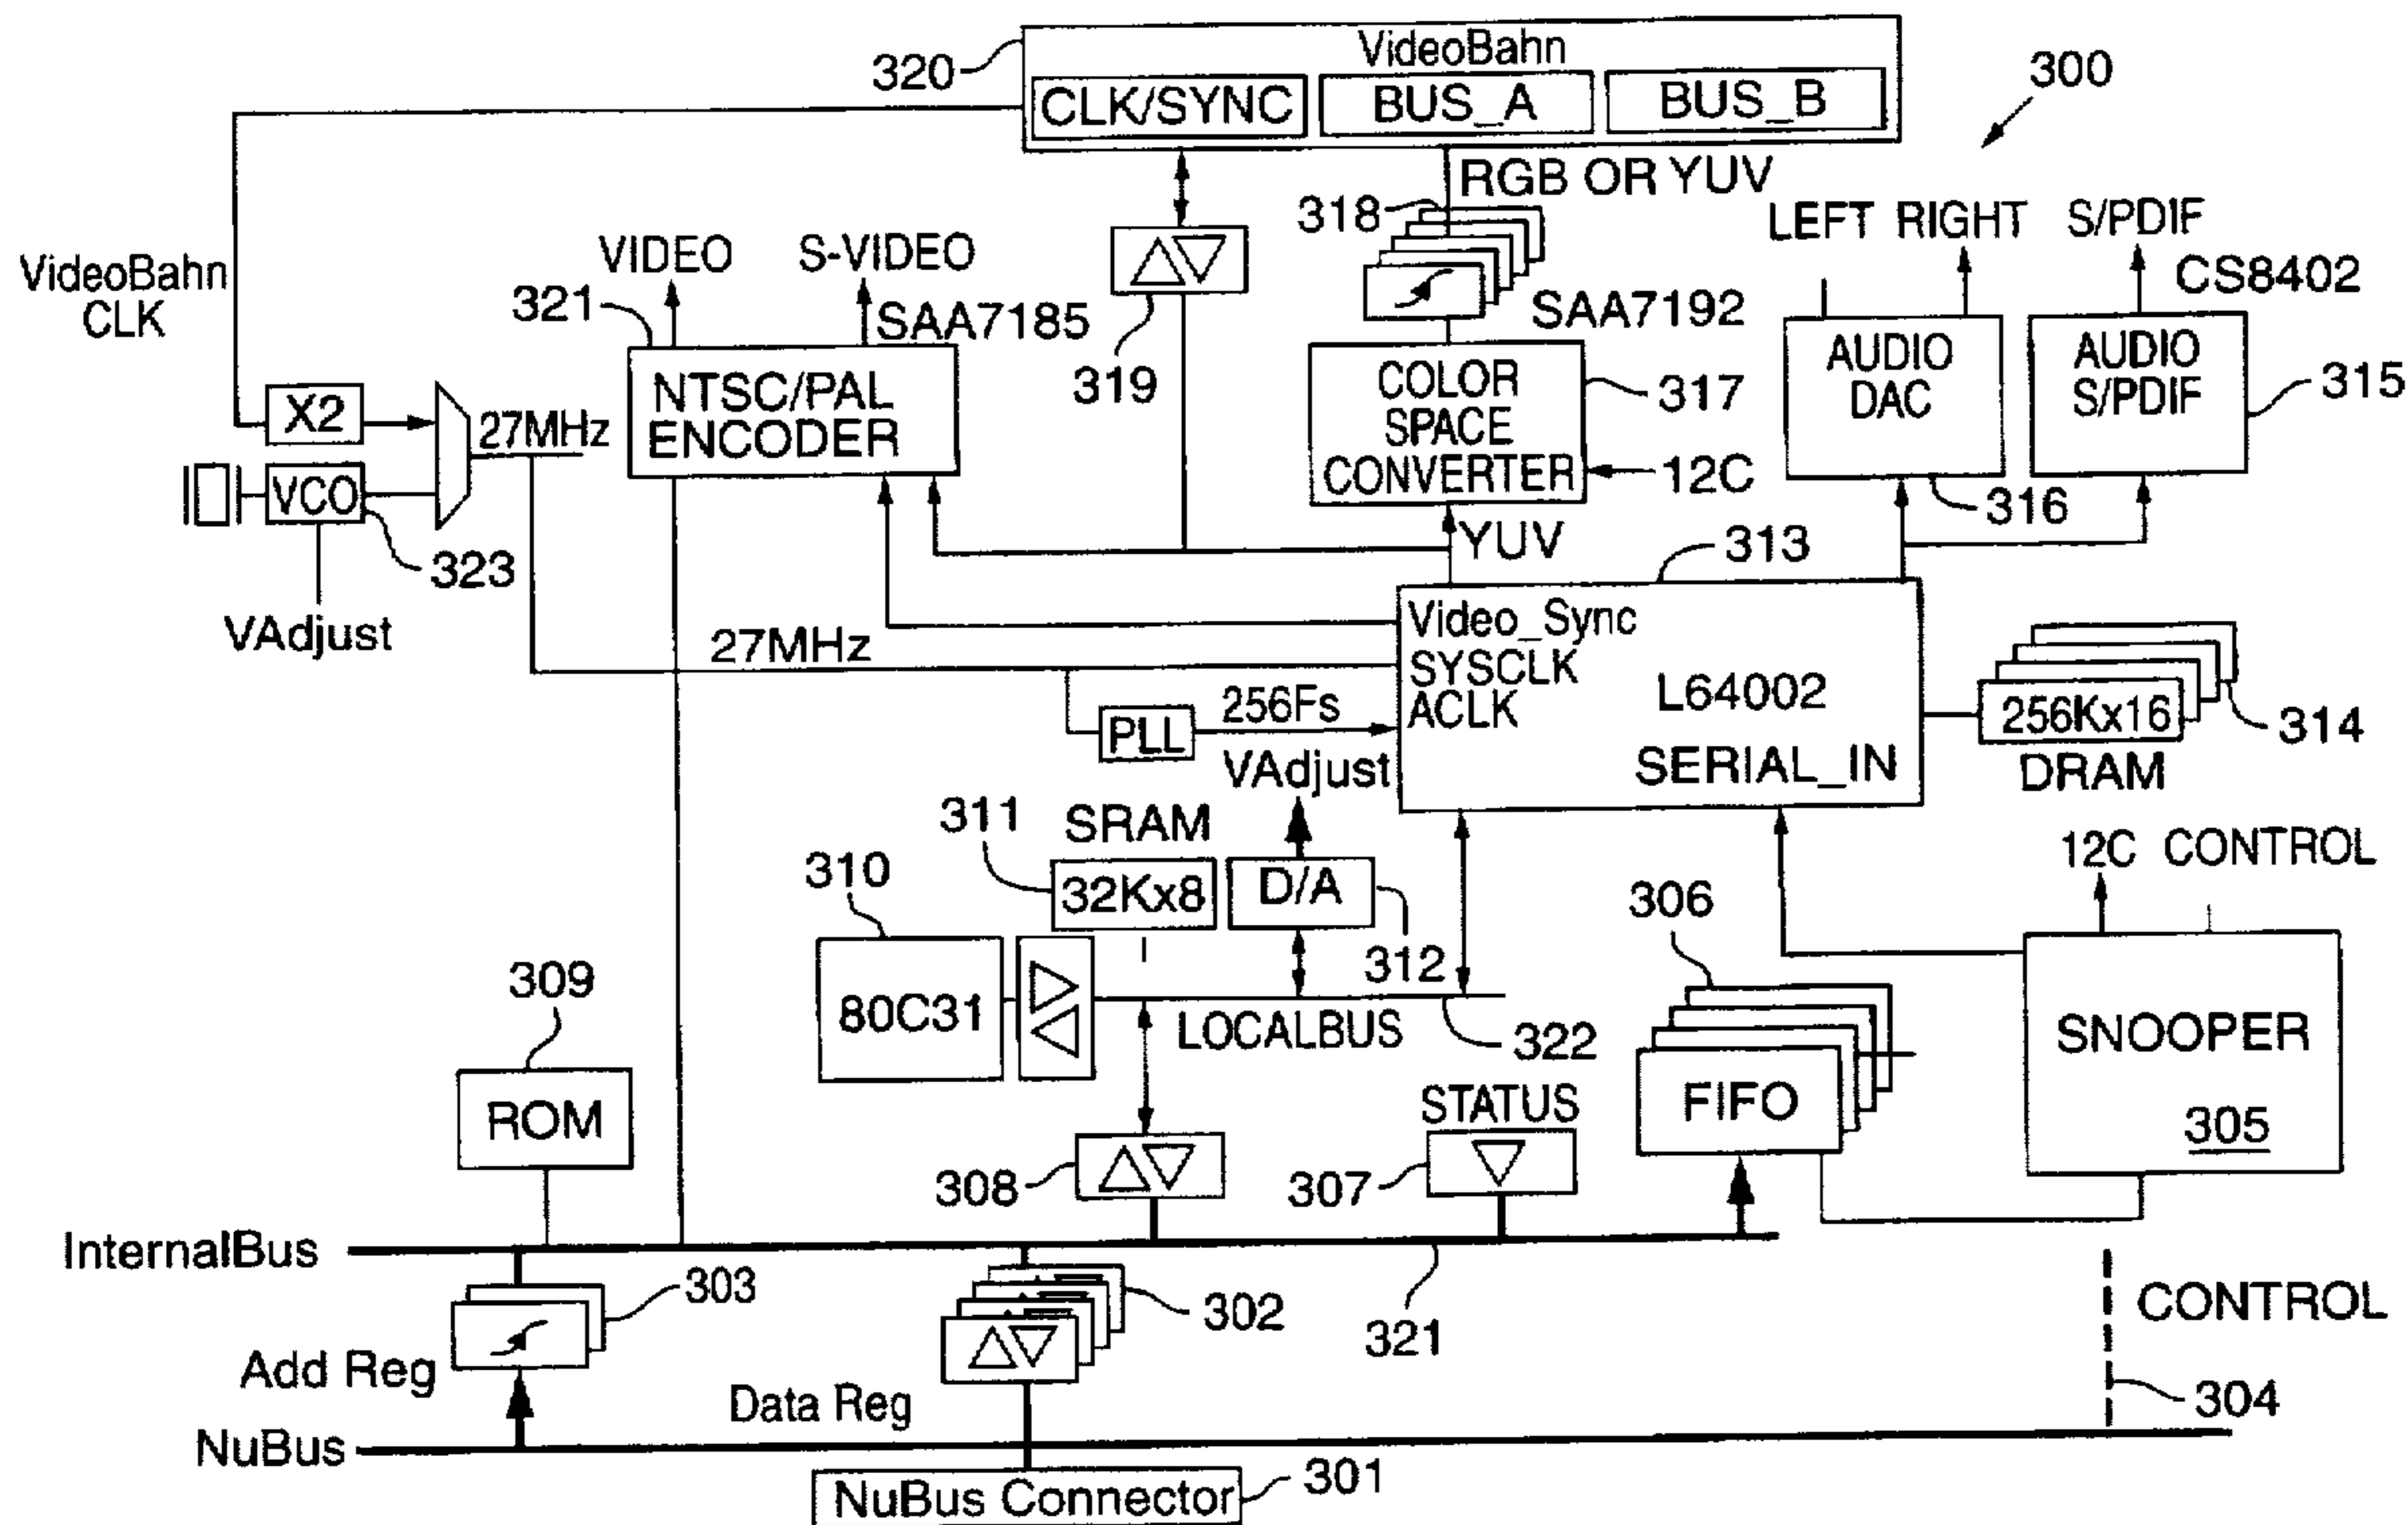 VideoBahn
320
CLK/SYNC
BUS_A
BUS_B
300
RGB OR YUV
318
LEFT RIGHT
S/PDIF
VIDEO
S-VIDEO
VideoBahn
CLK
321
SAA7185
319
SAA7192
CS8402
NTSC/PAL
ENCODER
COLOR
SPACE
CONVERTER
317
AUDIO
DAC
AUDIO
S/PDIF
315
X2
27MHz
12C
316
VCO
323
YUV
313
VAdjust
27MHz
Video_Sync
SYSCLK
ACLK
L64002
SERIAL_IN
256Kx16
314
DRAM
PLL
256Fs
VAdjust
311
SRAM
310
32Kx8
D/A
312
12C CONTROL
306
309
80C31
LOCALBUS
322
SNOOPER
305
ROM
STATUS
FIFO
308
307
InternalBus
303
302
321
CONTROL
Add Reg
Data Reg
304
NuBus
NuBus Connector
301